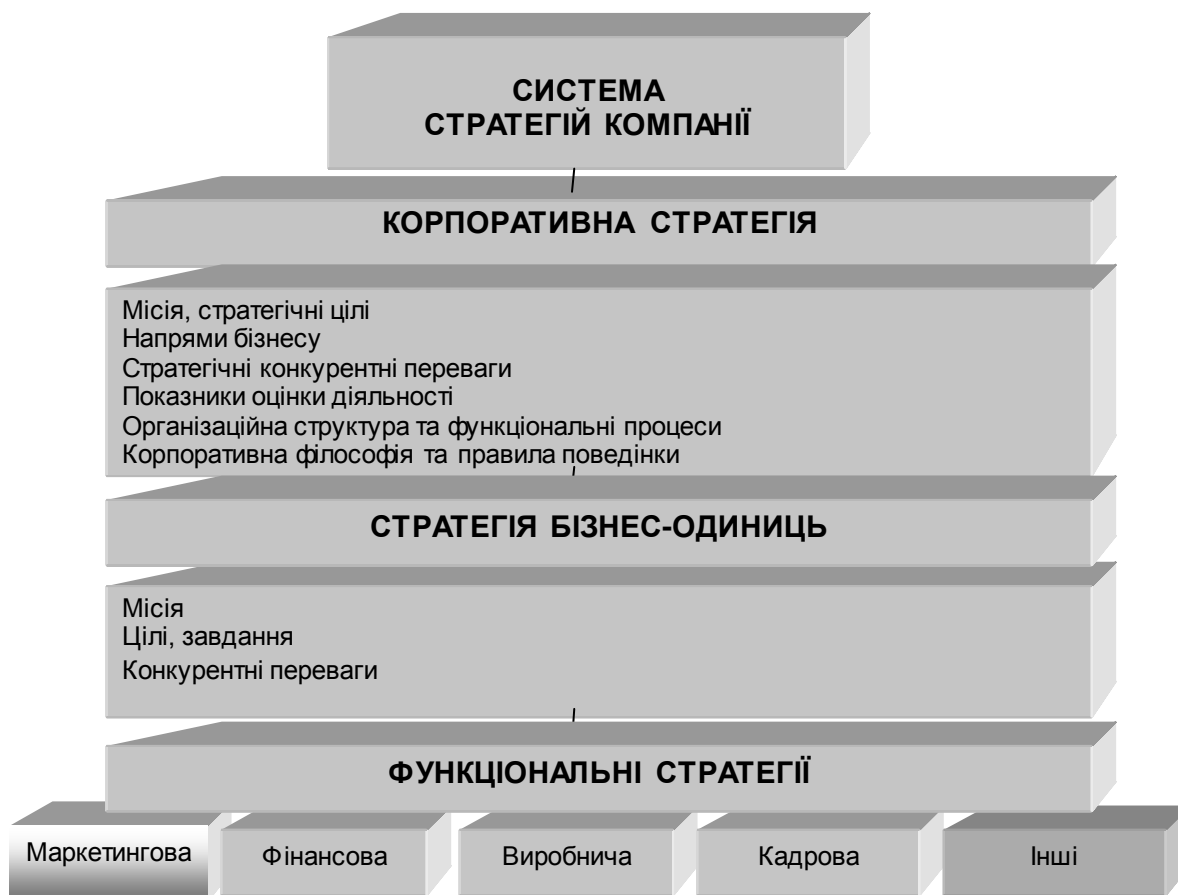 СИСТЕМА
СТРАТЕГІЙ КОМПАНІЇ
КОРПОРАТИВНА СТРАТЕГІЯ
Місія, стратегічні цілі
Напрями бізнесу
Стратегічні конкурентні переваги
Показники оцінки діяльності
Організаційна структура та функціональні процеси
Корпоративна філософія та правила поведінки
СТРАТЕГІЯ БІЗНЕС-ОДИНИЦЬ
Місія
Цілі, завдання
Конкурентні переваги
ФУНКЦІОНАЛЬНІ СТРАТЕГІЇ
Маркетингова
Фінансова
Виробнича
Кадрова
Інші